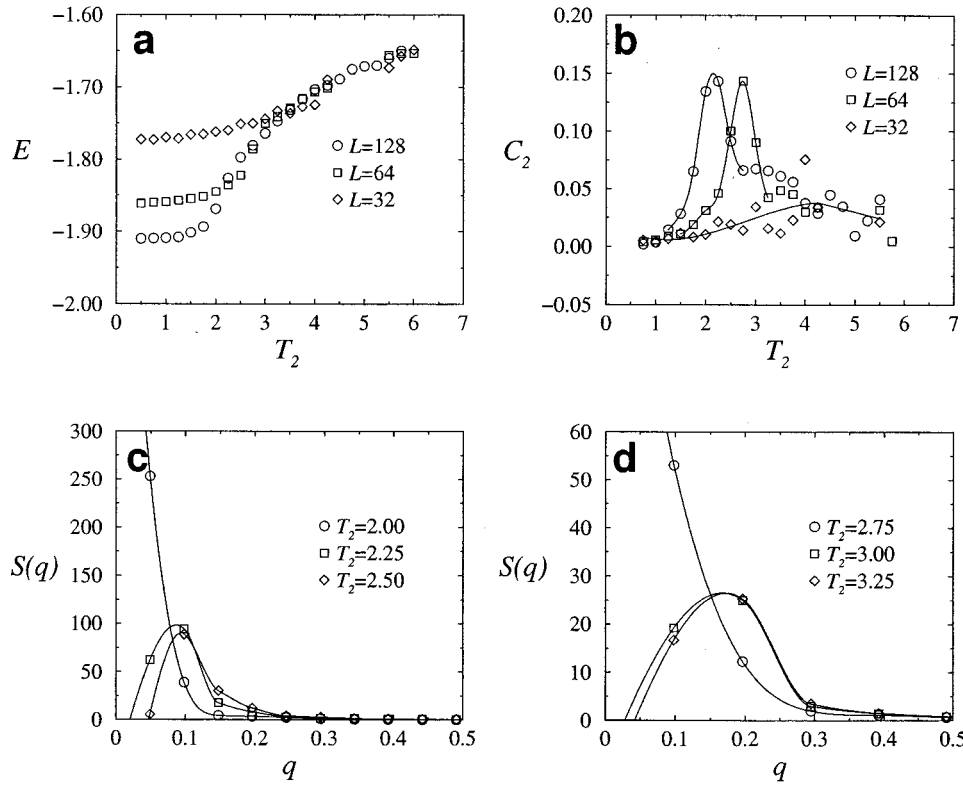 a
−1.60
−1.70
−1.80
−1.90
−2.00
E
L=128
L=64
L=32
0 1 2 3 4 5 6 7
T2
b
0.20
0.15
0.10
0.05
0.00
−0.05
C2
L=128
L=64
L=32
0 1 2 3 4 5 6 7
T2
c
300
250
200
150
100
50
0
S(q)
T2=2.00
T2=2.25
T2=2.50
0 0.1 0.2 0.3 0.4 0.5
q
d
60
50
40
30
20
10
0
S(q)
T2=2.75
T2=3.00
T2=3.25
0 0.1 0.2 0.3 0.4 0.5
q